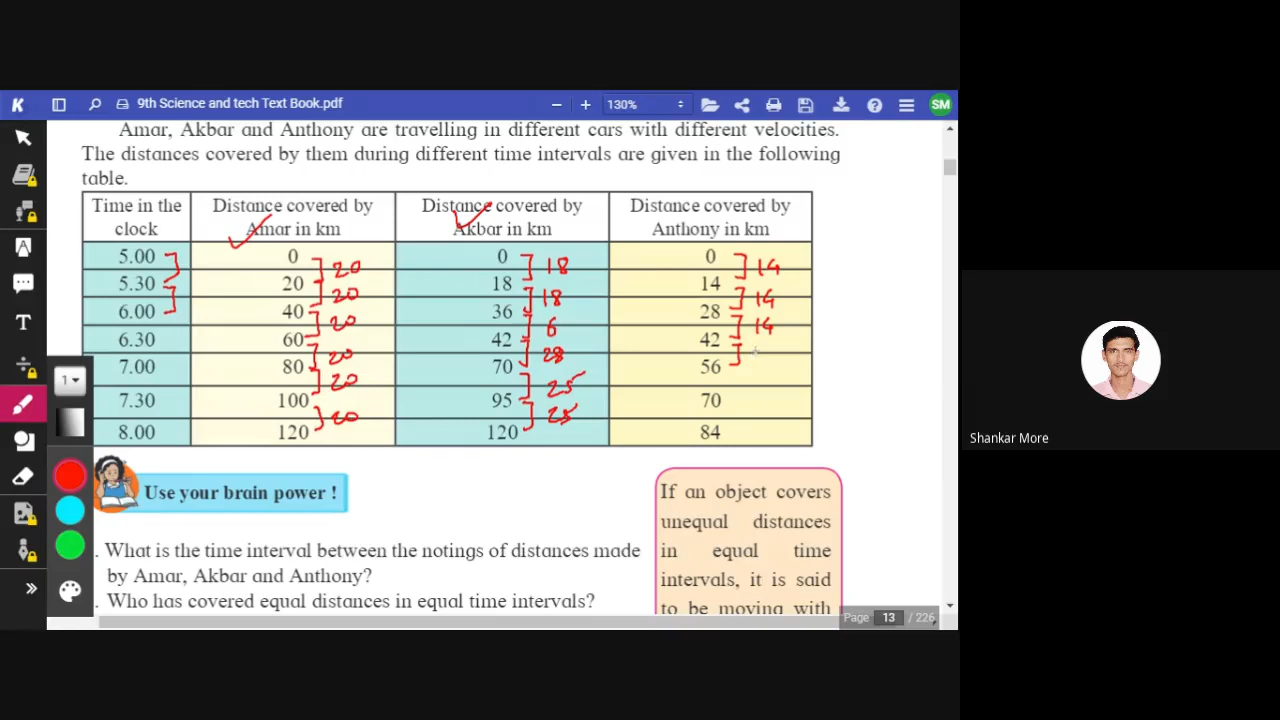 9th Science and tech Text Book.pdf
130%
SM
Amar, Akbar and Anthony are travelling in different cars with different velocities.
The distances covered by them during different time intervals are given in the following
table.
Time in the clock Distance covered by Amar in km Distance covered by Akbar in km Distance covered by Anthony in km
5.00 0 0 0
20 18 14
5.30 20 18 14
20 18 14
6.00 40 36 28
20 6 14
6.30 60 42 42
20 28
7.00 80 70 56
20 25
7.30 100 95 70
20 25
8.00 120 120 84
Use your brain power !
. What is the time interval between the notings of distances made
by Amar, Akbar and Anthony?
. Who has covered equal distances in equal time intervals?
If an object covers
unequal distances
in equal time
intervals, it is said
to be moving with
Page 13 / 226
1
T
K
A
Shankar More